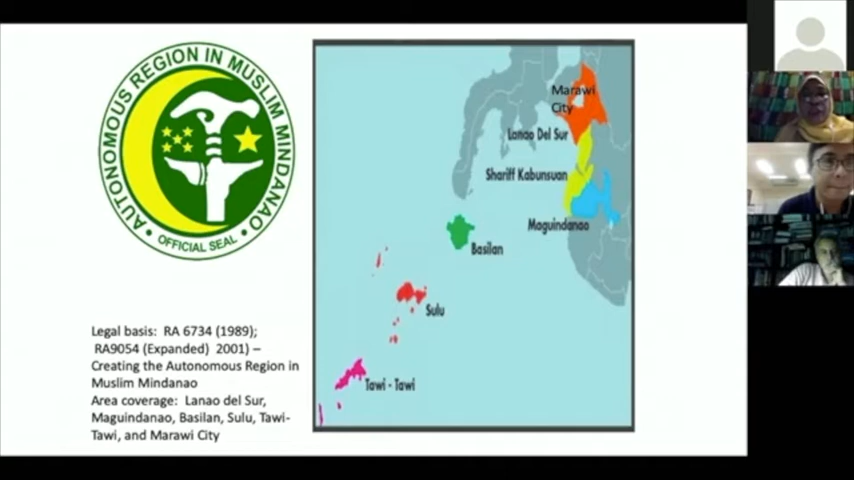 AUTONOMOUS REGION IN MUSLIM MINDANAO
• OFFICIAL SEAL •
Marawi
City
Lanao Del Sur
Shariff Kabunsuan
Maguindanao
Basilan
Sulu
Tawi - Tawi
Legal basis: RA 6734 (1989);
RA9054 (Expanded) 2001) –
Creating the Autonomous Region in
Muslim Mindanao
Area coverage: Lanao del Sur,
Maguindanao, Basilan, Sulu, Tawi-
Tawi, and Marawi City